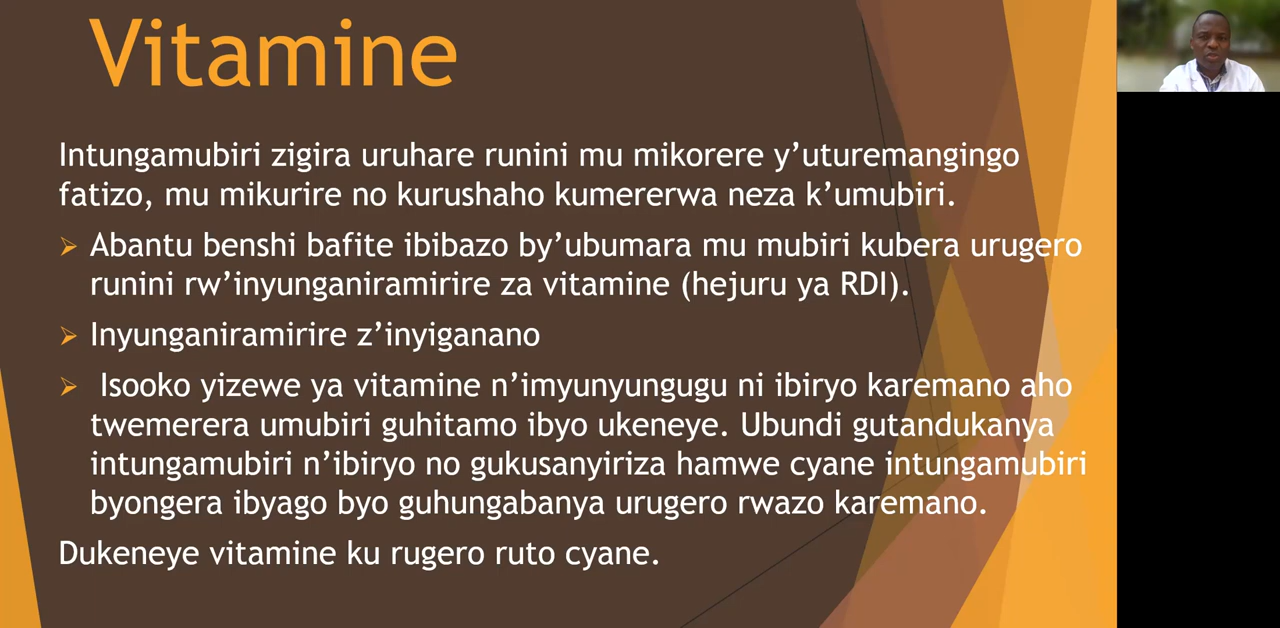 Vitamine
Intungamubiri zigira uruhare runini mu mikorere y’uturemangingo
fatizo, mu mikurire no kurushaho kumererwa neza k’umubiri.
Abantu benshi bafite ibibazo by’ubumara mu mubiri kubera urugero
runini rw’inyunganiramirire za vitamine (hejuru ya RDI).
Inyunganiramirire z’inyiganano
Isooko yizewe ya vitamine n’imyunyungugu ni ibiryo karemano aho
twemerera umubiri guhitamo ibyo ukeneye. Ubundi gutandukanya
intungamubiri n’ibiryo no gukusanyiriza hamwe cyane intungamubiri
byongera ibyago byo guhungabanya urugero rwazo karemano.
Dukeneye vitamine ku rugero ruto cyane.